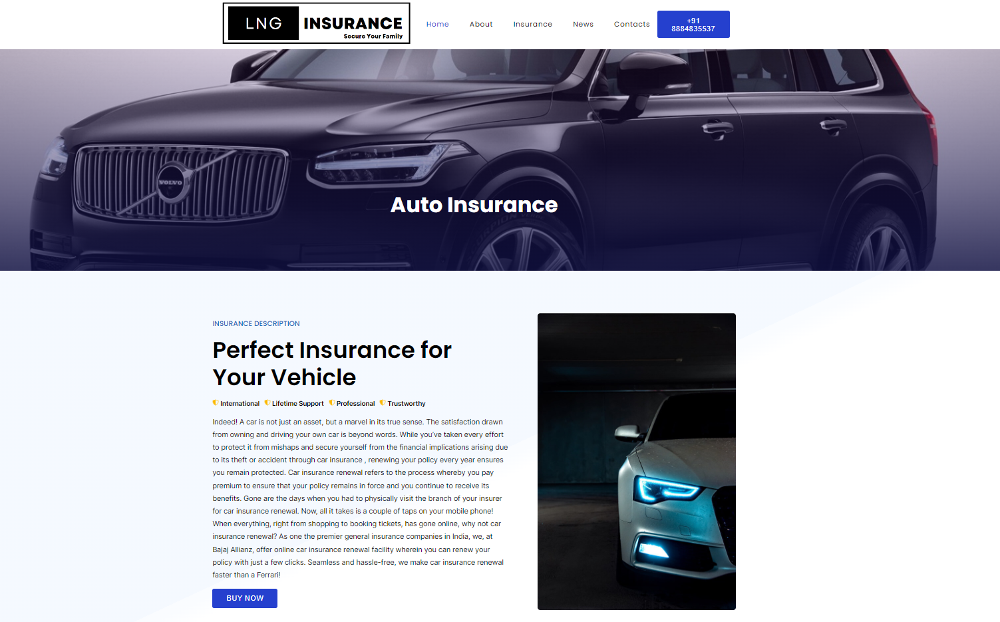 LNG INSURANCE
Secure Your Family
Home About Insurance News Contacts
+91
8884835537
VOLVO
Auto Insurance
INSURANCE DESCRIPTION
Perfect Insurance for
Your Vehicle
International Lifetime Support Professional Trustworthy
Indeed! A car is not just an asset, but a marvel in its true sense. The satisfaction drawn
from owning and driving your own car is beyond words. While you've taken every effort
to protect it from mishaps and secure yourself from the financial implications arising due
to its theft or accident through car insurance , renewing your policy every year ensures
you remain protected. Car insurance renewal refers to the process whereby you pay
premium to ensure that your policy remains in force and you continue to receive its
benefits. Gone are the days when you had to physically visit the branch of your insurer
for car insurance renewal. Now, all it takes is a couple of taps on your mobile phone!
When everything, right from shopping to booking tickets, has gone online, why not car
insurance renewal? As one the premier general insurance companies in India, we, at
Bajaj Allianz, offer online car insurance renewal facility wherein you can renew your
policy with just a few clicks. Seamless and hassle-free, we make car insurance renewal
faster than a Ferrari!
BUY NOW